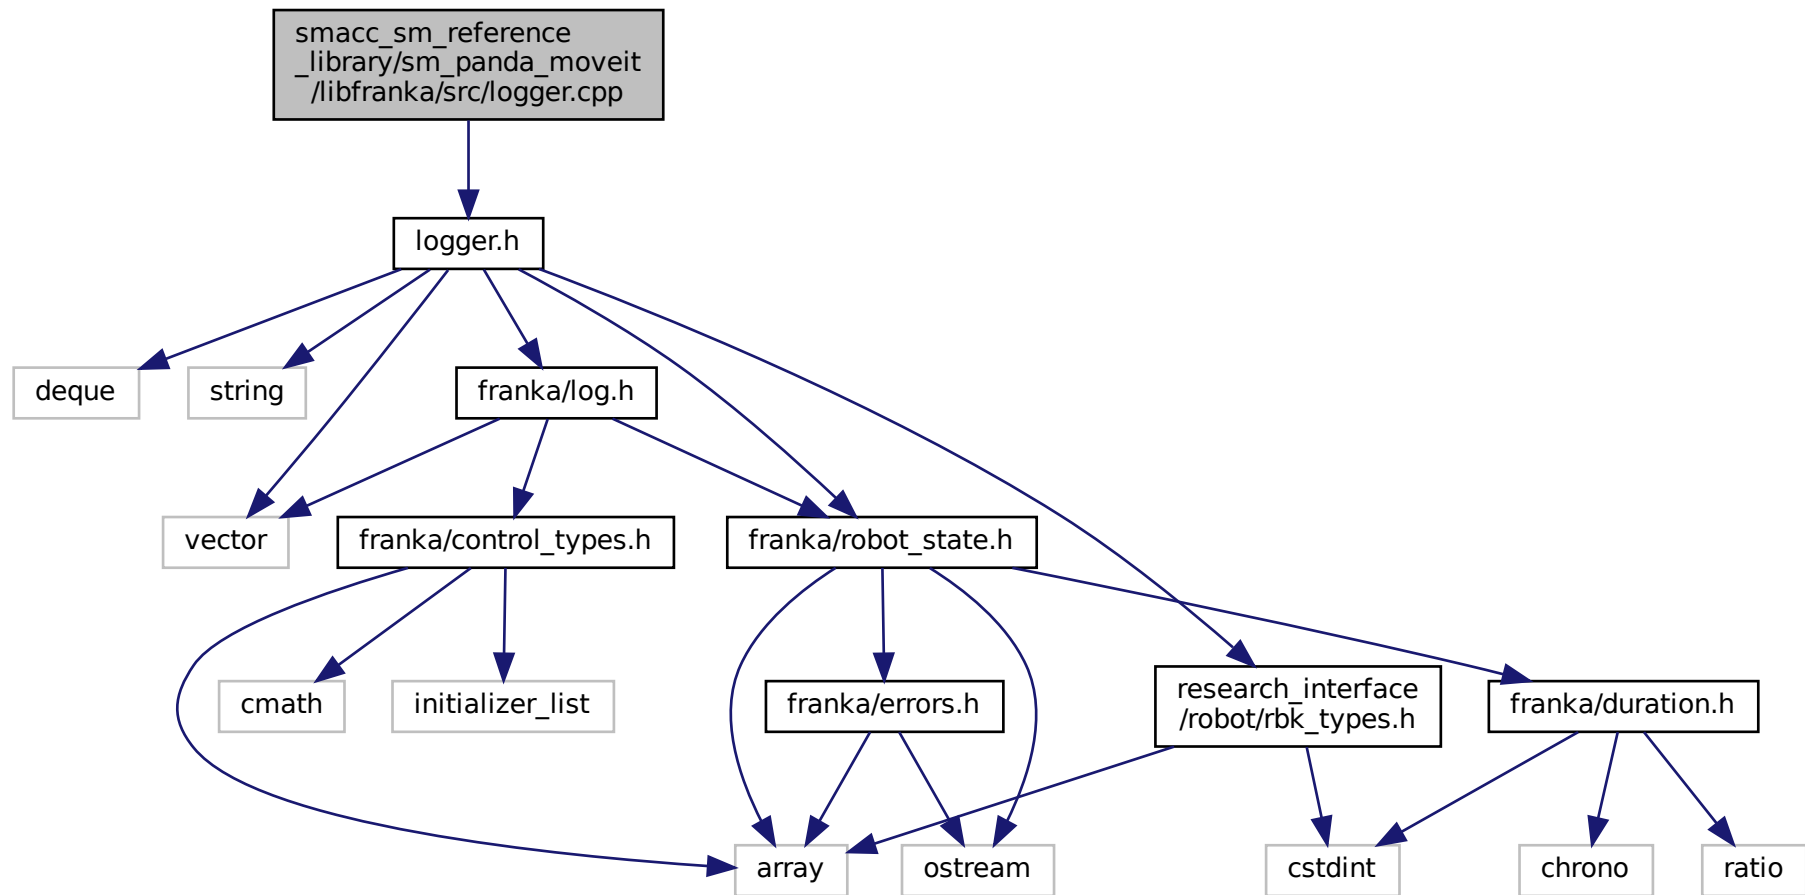 smacc_sm_reference
_library/sm_panda_moveit
/libfranka/src/logger.cpp
logger.h
deque
string
franka/log.h
vector
franka/control_types.h
franka/robot_state.h
cmath
initializer_list
franka/errors.h
research_interface
/robot/rbk_types.h
franka/duration.h
array
ostream
cstdint
chrono
ratio